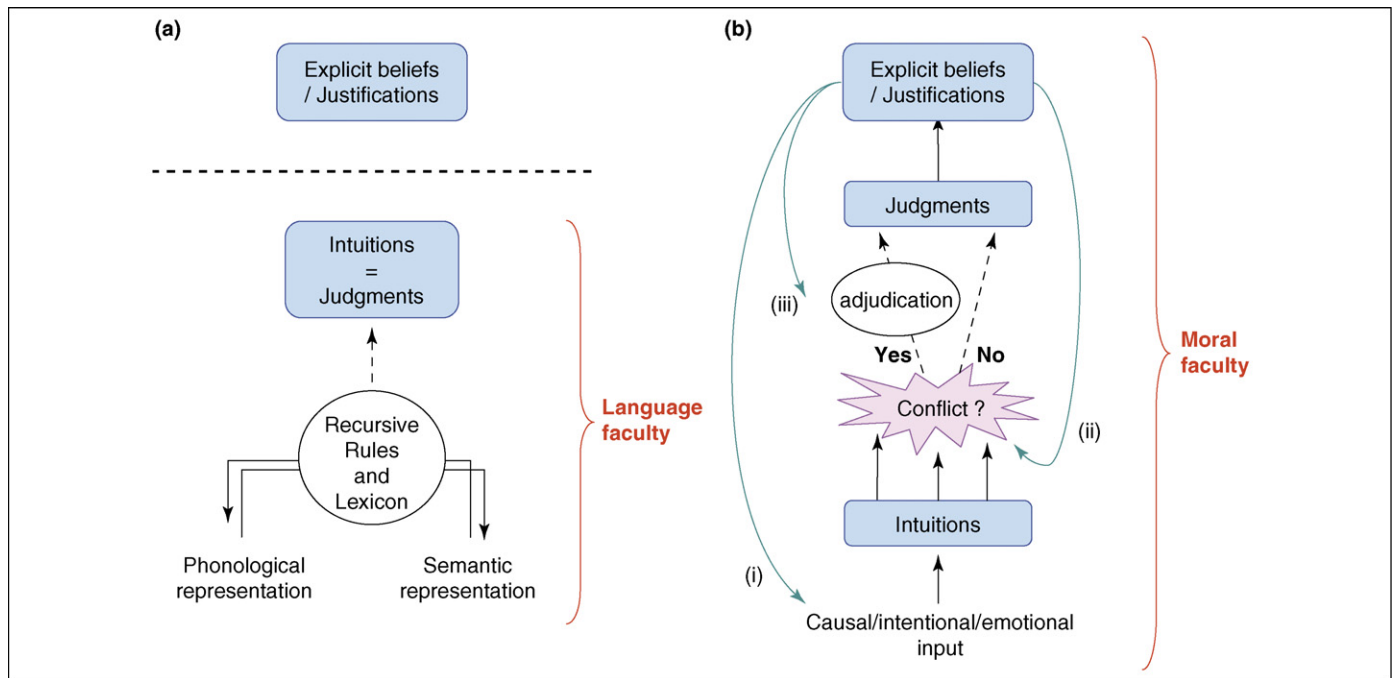 (a)
Explicit beliefs
/ Justifications
Intuitions
=
Judgments
Recursive
Rules
and
Lexicon
Phonological
representation
Semantic
representation
Language
faculty
(b)
Explicit beliefs
/ Justifications
Judgments
(iii)
adjudication
Yes
No
Conflict ?
(ii)
Intuitions
(i)
Causal/intentional/emotional
input
Moral
faculty